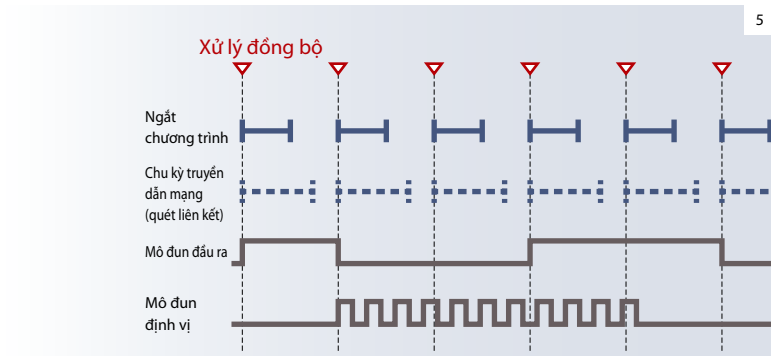 5
Xử lý đồng bộ
Ngắt
chương trình
Chu kỳ truyền
dẫn mạng
(quét liên kết)
Mô đun đầu ra
Mô đun
định vị